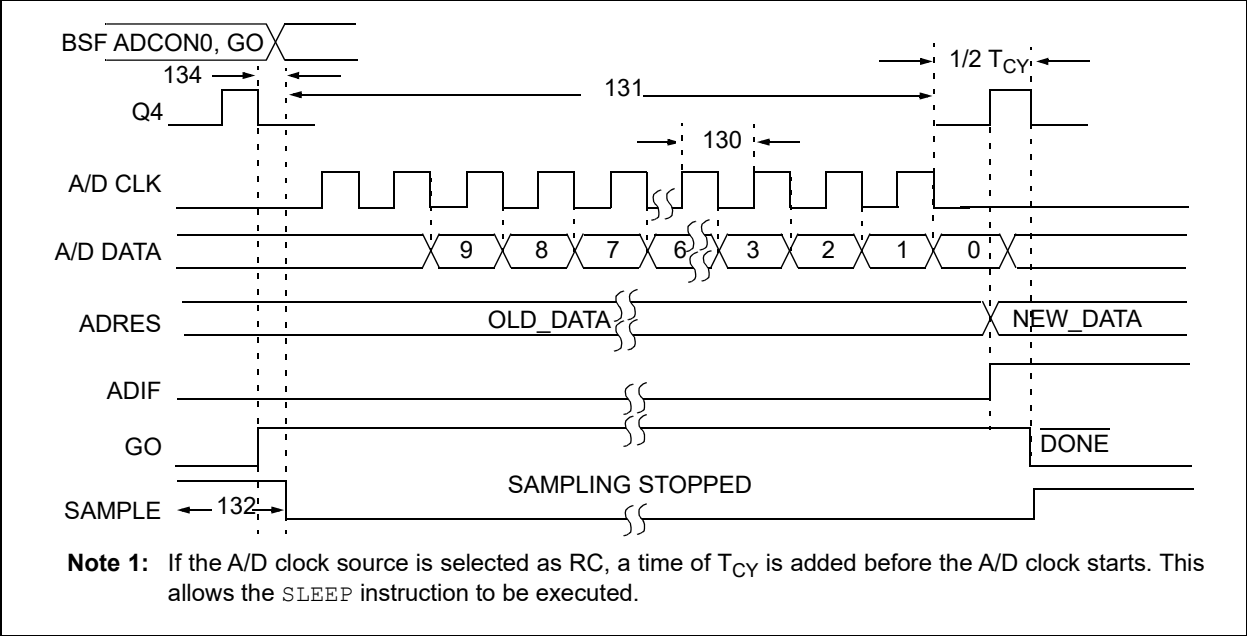 BSF ADCON0, GO
134
131
1/2 TCY
Q4
130
A/D CLK
A/D DATA 9 8 7 6 3 2 1 0
ADRES OLD_DATA NEW_DATA
ADIF
GO DONE
SAMPLING STOPPED
SAMPLE 132
Note 1: If the A/D clock source is selected as RC, a time of TCY is added before the A/D clock starts. This
allows the SLEEP instruction to be executed.